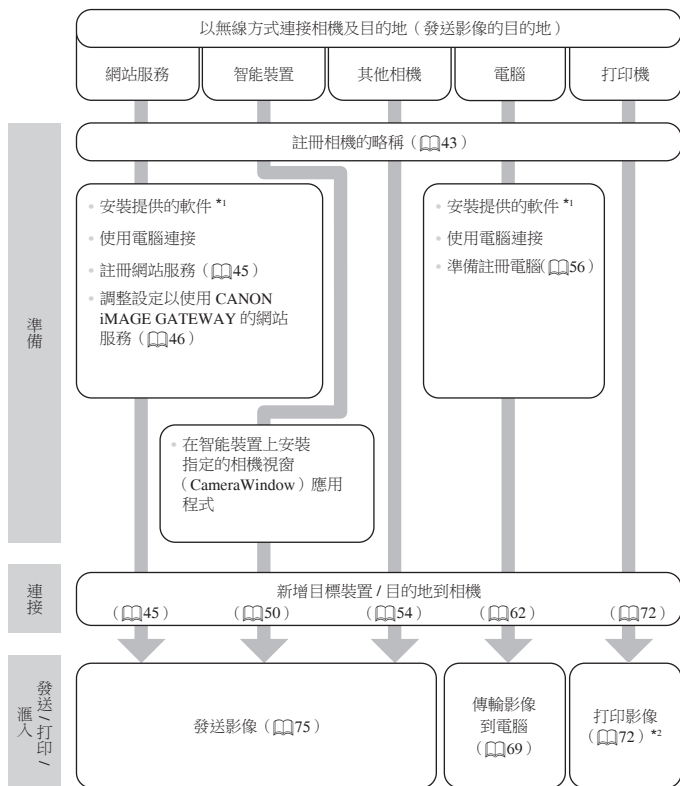 以無線方式連接相機及目的地（發送影像的目的地）
網站服務
智能裝置
其他相機
電腦
打印機
準備
註冊相機的略稱（43）
• 安裝提供的軟件 *1
• 使用電腦連接
• 註冊網站服務（45）
• 調整設定以使用 CANON
iMAGE GATEWAY 的網站
服務（46）
• 安裝提供的軟件 *1
• 使用電腦連接
• 準備註冊電腦（56）
• 在智能裝置上安裝
指定的相機視窗
（CameraWindow）應用
程式
連接
新增目標裝置 / 目的地到相機
（45）
（50）
（54）
（62）
（72）
發送 / 打印 /
滙入
發送影像（75）
傳輸影像
到電腦
（69）
打印影像
（72）*2